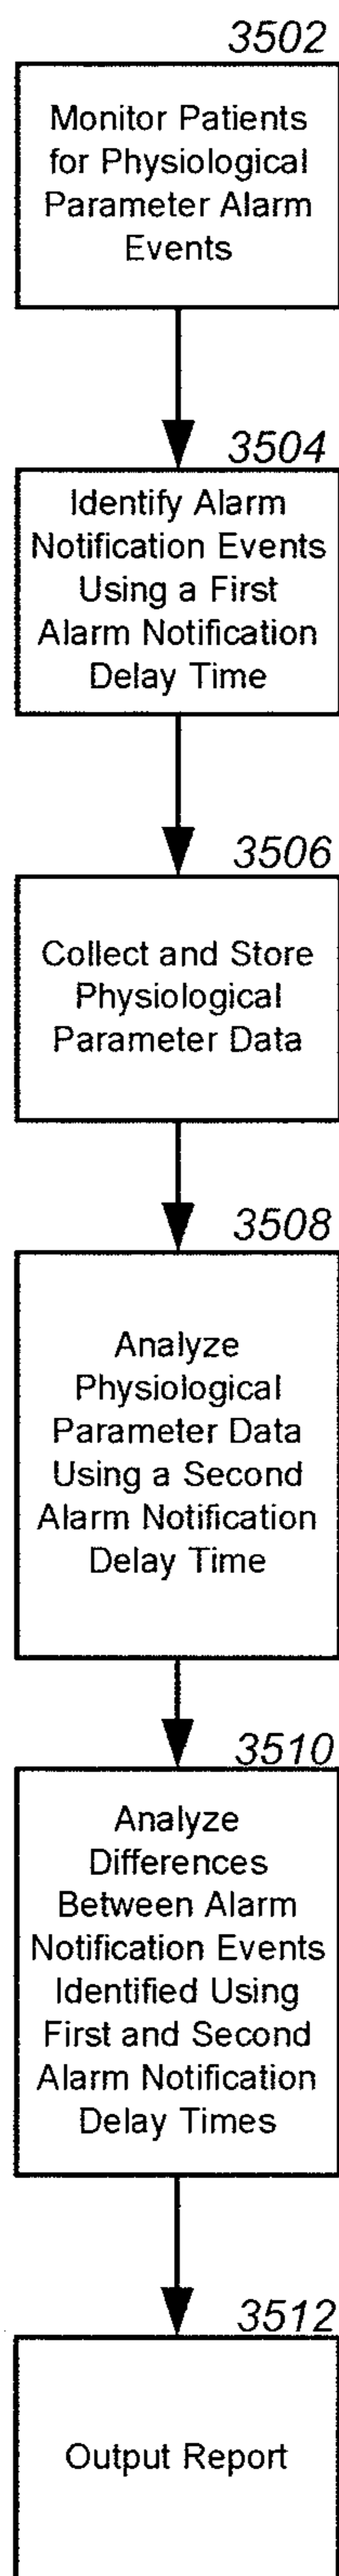 3502
Monitor Patients
for Physiological
Parameter Alarm
Events
3504
Identify Alarm
Notification Events
Using a First
Alarm Notification
Delay Time
3506
Collect and Store
Physiological
Parameter Data
3508
Analyze
Physiological
Parameter Data
Using a Second
Alarm Notification
Delay Time
3510
Analyze
Differences
Between Alarm
Notification Events
Identified Using
First and Second
Alarm Notification
Delay Times
3512
Output Report